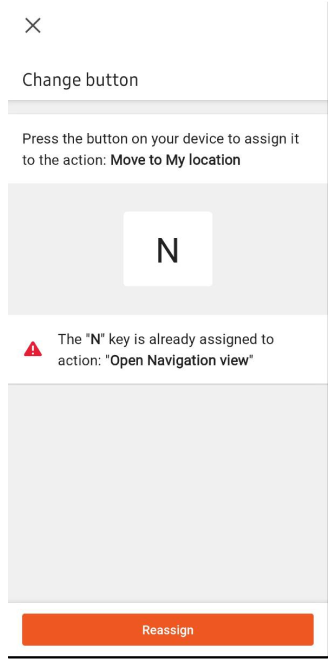 Change button
Press the button on your device to assign it
to the action: Move to My location
N
The "N" key is already assigned to
action: "Open Navigation view"
Reassign